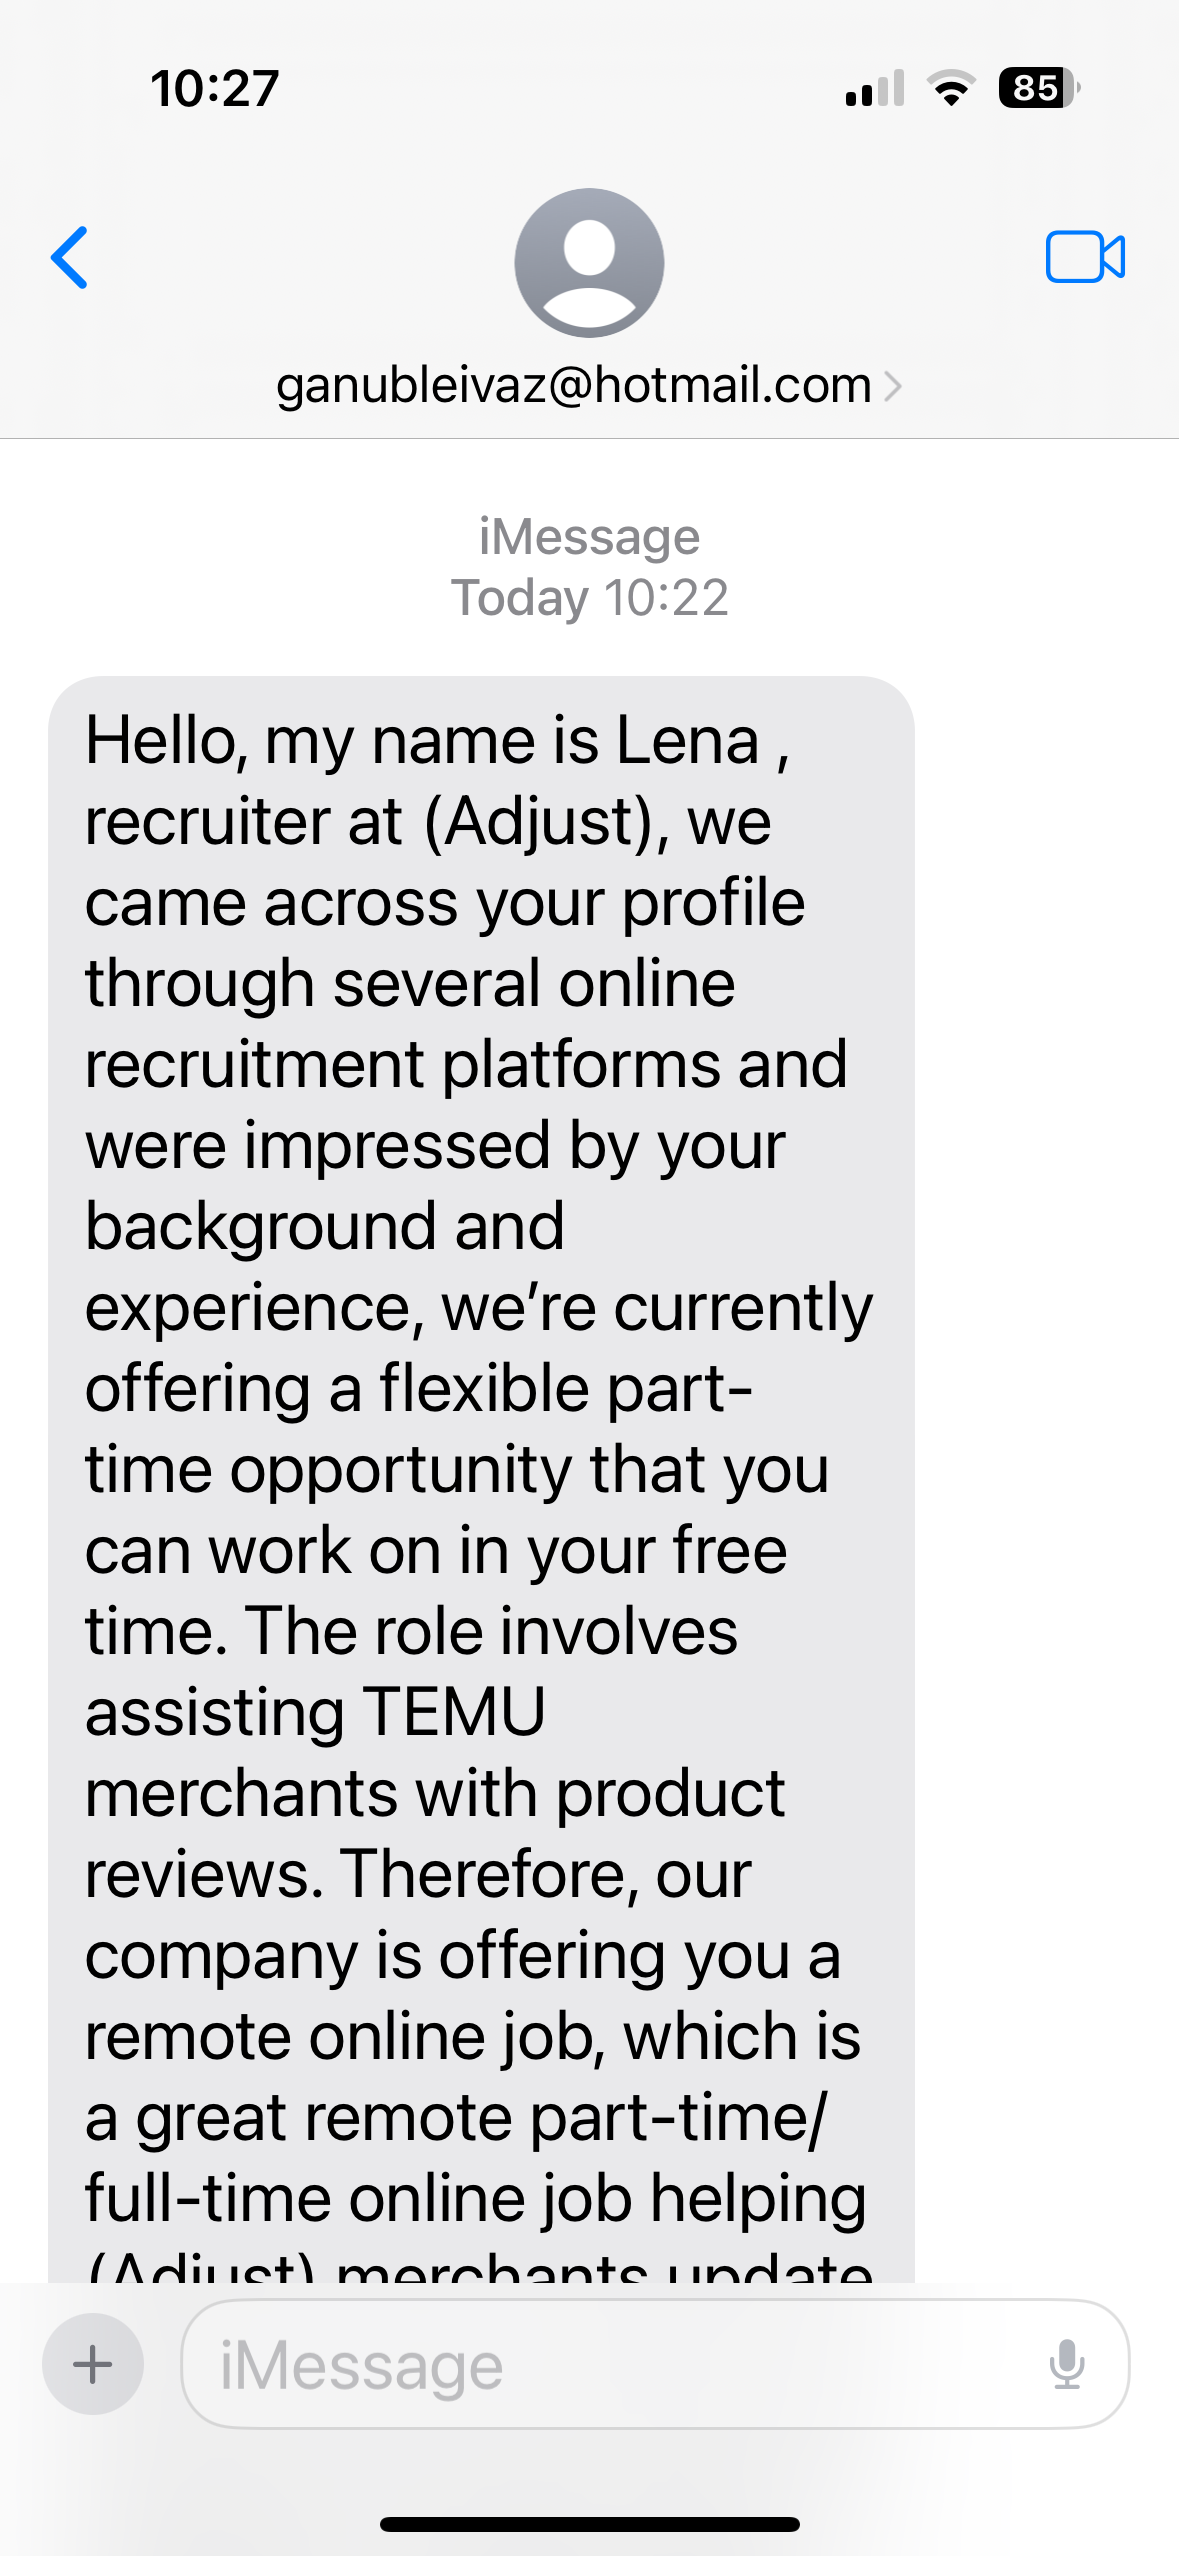 10:27
85
ganubleivaz@hotmail.com
iMessage
Today 10:22
Hello, my name is Lena ,
recruiter at (Adjust), we
came across your profile
through several online
recruitment platforms and
were impressed by your
background and
experience, we’re currently
offering a flexible part-
time opportunity that you
can work on in your free
time. The role involves
assisting TEMU
merchants with product
reviews. Therefore, our
company is offering you a
remote online job, which is
a great remote part-time/
full-time online job helping
(Adjust) merchants update
iMessage